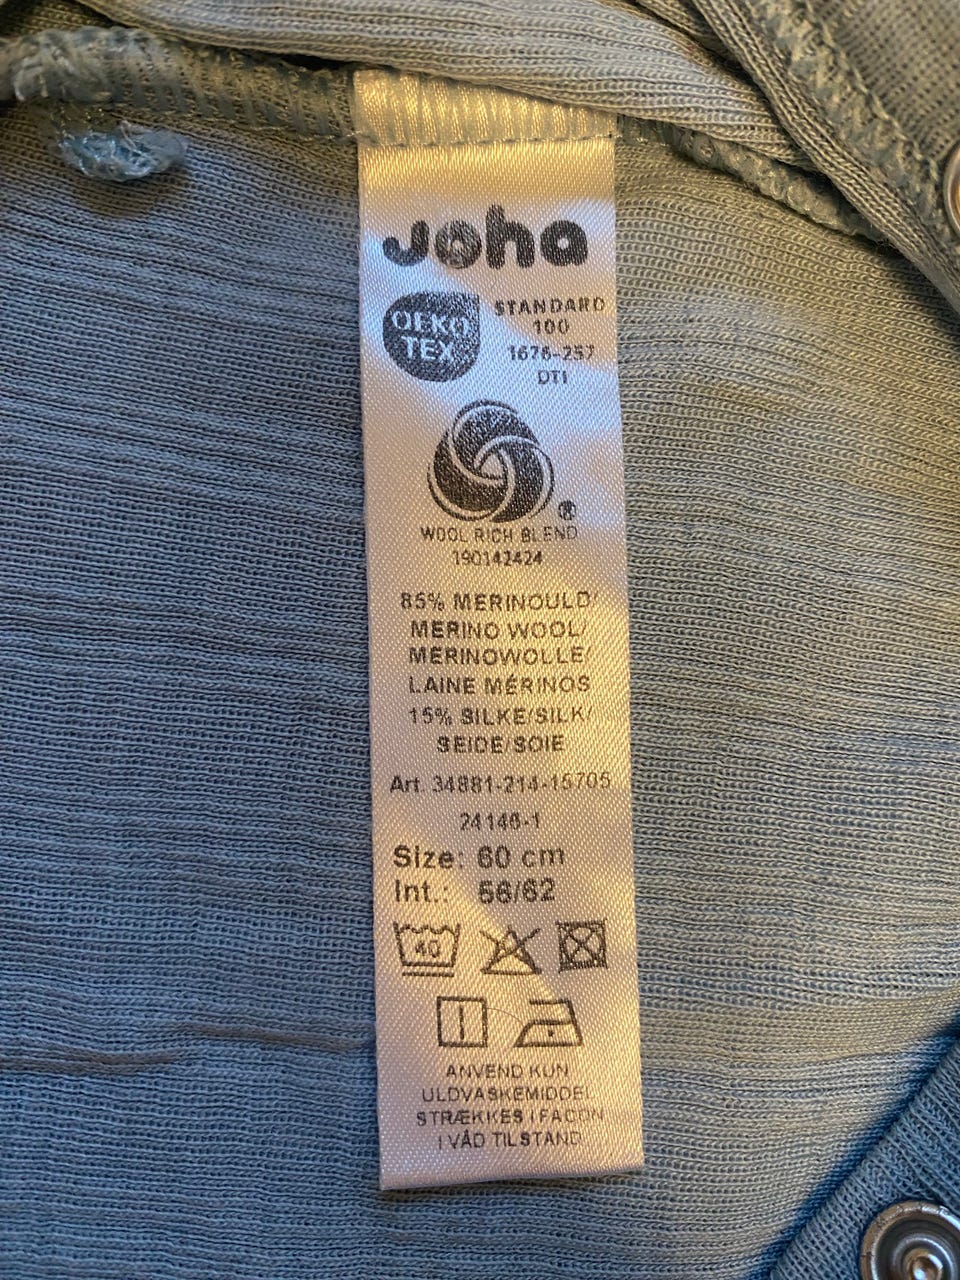 Joha
OEKO
TEX
STANDARD
100
1676-257
DTI
®
WOOL RICH BLEND
190142424
85% MERINOULD/
MERINO WOOL/
MERINOWOLLE/
LAINE MÉRINOS
15% SILKE/SILK/
SEIDE/SOIE
Art. 34881-214-15705
24146-1
Size: 60 cm
Int.: 56/62
40
ANVEND KUN
ULDVASKEMIDDEL
STRÆKKES I FACON
I VÅD TILSTAND